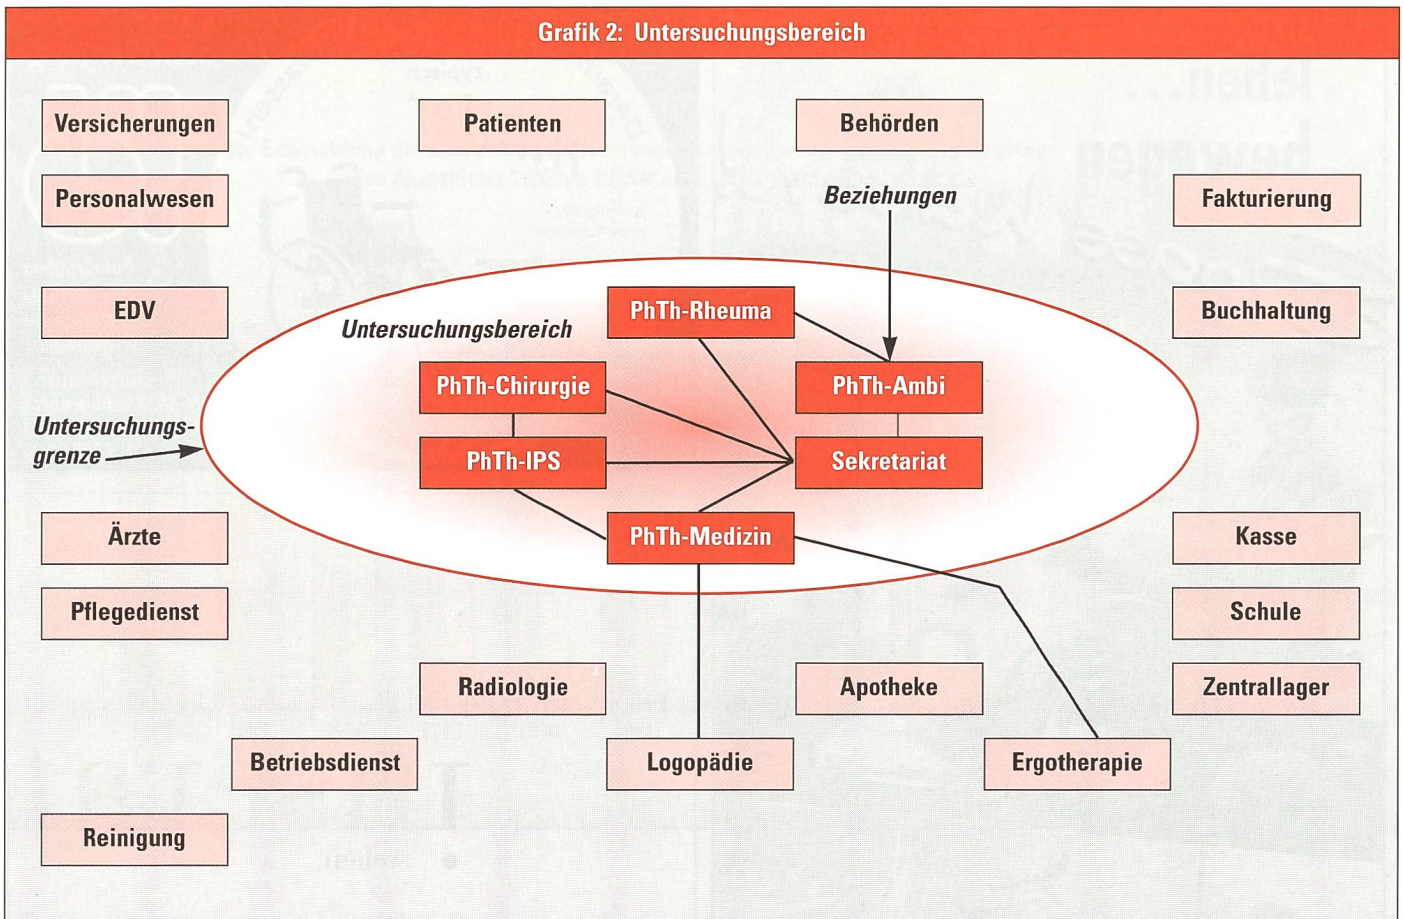 Grafik 2: Untersuchungsbereich
Versicherungen
Patienten
Behörden
Personalwesen
Beziehungen
Fakturierung
EDV
Untersuchungsbereich
PhTh-Rheuma
Buchhaltung
PhTh-Chirurgie
PhTh-Ambi
Untersuchungs-
grenze
PhTh-IPS
Sekretariat
Ärzte
PhTh-Medizin
Kasse
Pflegedienst
Schule
Radiologie
Apotheke
Zentrallager
Betriebsdienst
Logopädie
Ergotherapie
Reinigung